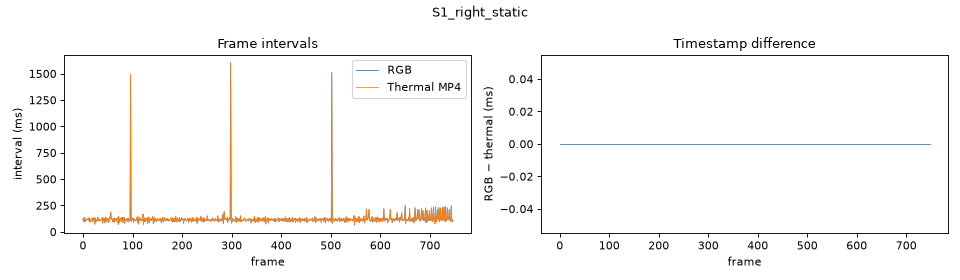 S1_right_static
Frame intervals
interval (ms)
1500
1250
1000
750
500
250
0
RGB
Thermal MP4
0 100 200 300 400 500 600 700
frame
Timestamp difference
RGB − thermal (ms)
0.04
0.02
0.00
−0.02
−0.04
0 100 200 300 400 500 600 700
frame